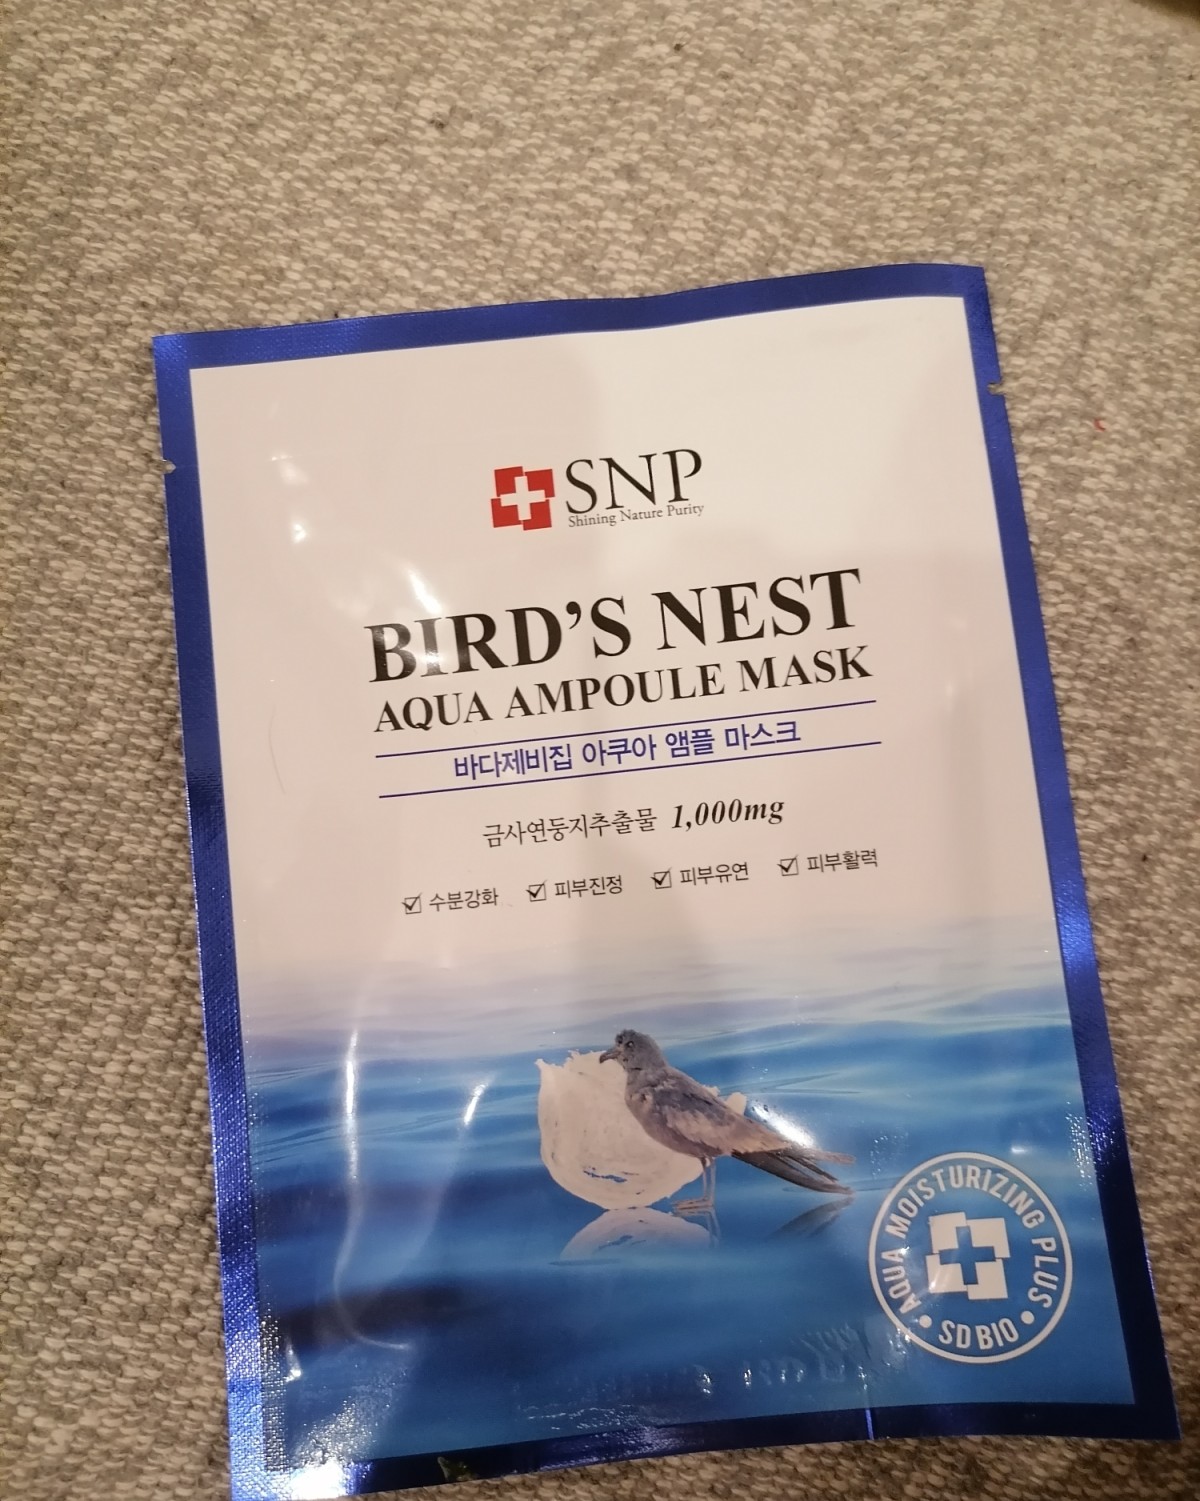 SNP
Shining Nature Purity
BIRD'S NEST
AQUA AMPOULE MASK
바다제비집 아쿠아 앰플 마스크
금사연둥지추출물 1,000mg
수분강화 피부진정 피부유연 피부활력
AQUA MOISTURIZING PLUS
• SD BIO •